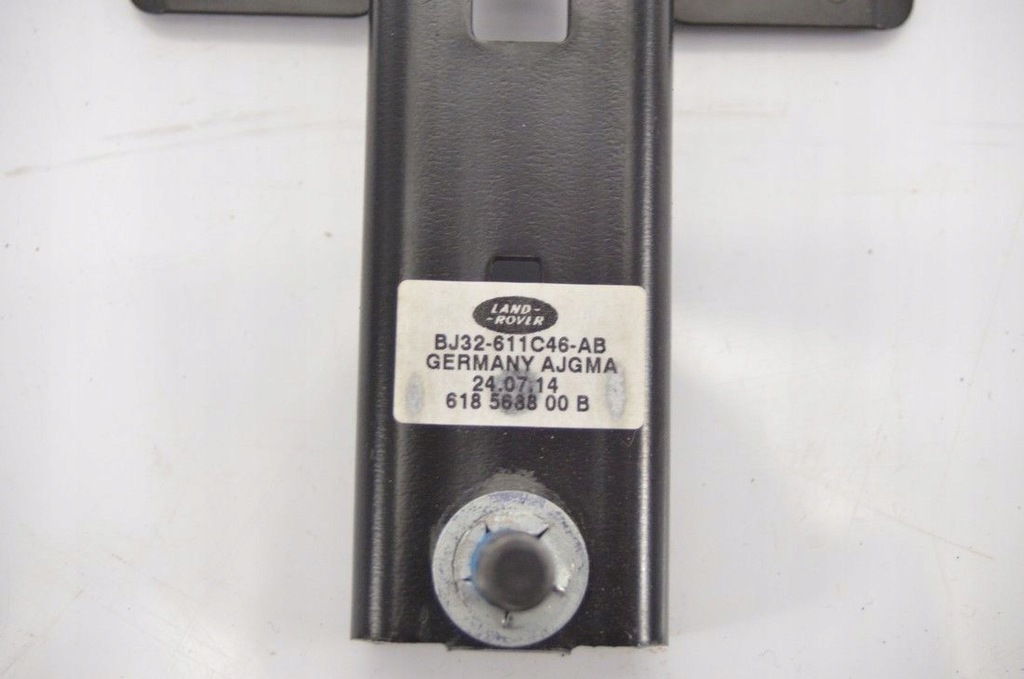 LAND-
-ROVER
BJ32-611C46-AB
GERMANY AJGMA
24.07.14
618 5688 00 B